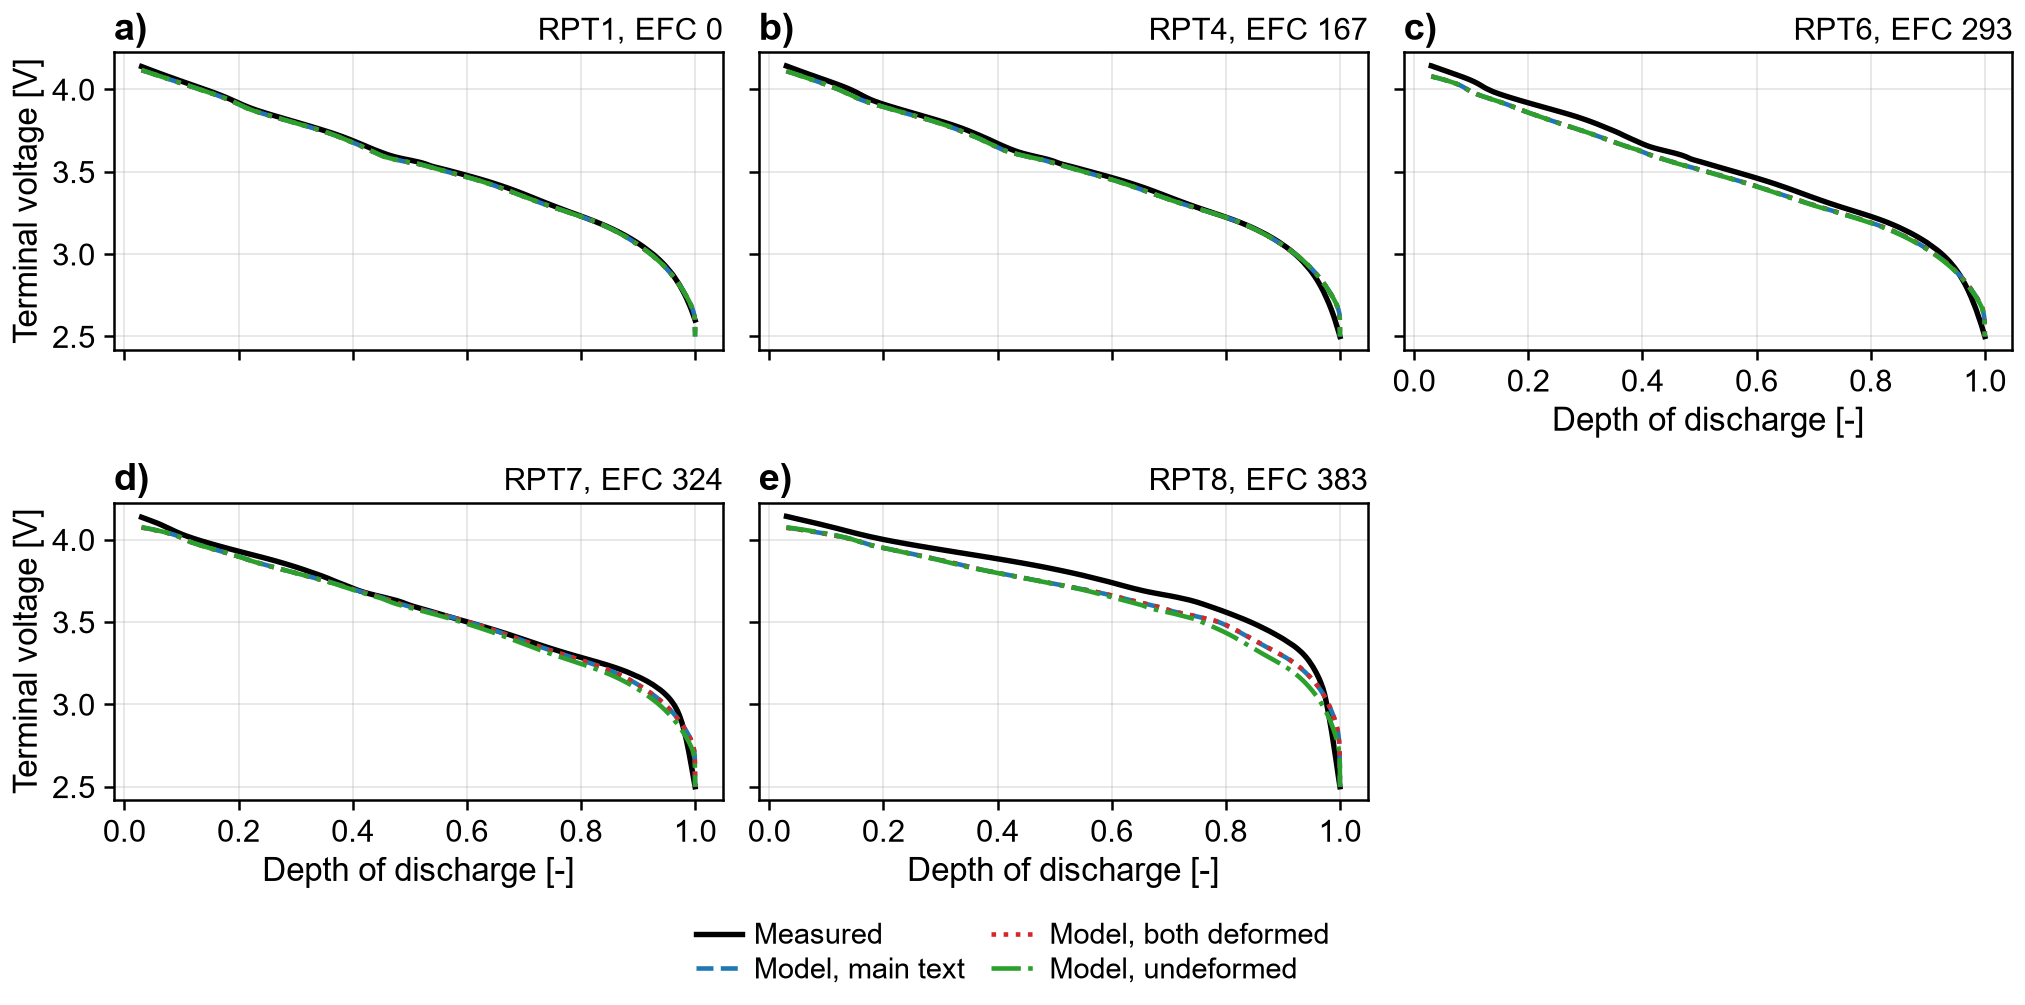 a) RPT1, EFC 0
b) RPT4, EFC 167
c) RPT6, EFC 293
Terminal voltage [V]
4.0
3.5
3.0
2.5
0.0 0.2 0.4 0.6 0.8 1.0
Depth of discharge [-]
d) RPT7, EFC 324
e) RPT8, EFC 383
Terminal voltage [V]
4.0
3.5
3.0
2.5
0.0 0.2 0.4 0.6 0.8 1.0
0.0 0.2 0.4 0.6 0.8 1.0
Depth of discharge [-]
Depth of discharge [-]
Measured
Model, main text
Model, both deformed
Model, undeformed